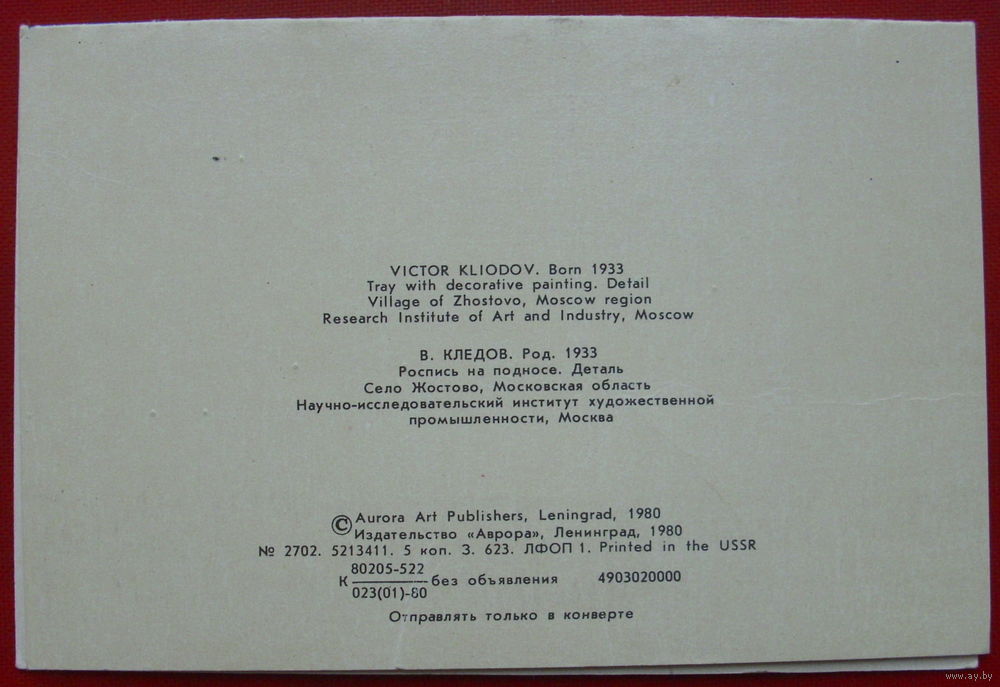 VICTOR KLIODOV. Born 1933
Tray with decorative painting. Detail
Village of Zhostovo, Moscow region
Research Institute of Art and Industry, Moscow
В. КЛЕДОВ. Род. 1933
Роспись на подносе. Деталь
Село Жостово, Московская область
Научно-исследовательский институт художественной
промышленности, Москва
© Aurora Art Publishers, Leningrad, 1980
Издательство «Аврора», Ленинград, 1980
№ 2702. 5213411. 5 коп. З. 623. ЛФОП 1. Printed in the USSR
К 80205-522
023(01)-80 без объявления 4903020000
Отправлять только в конверте
www.ay.by